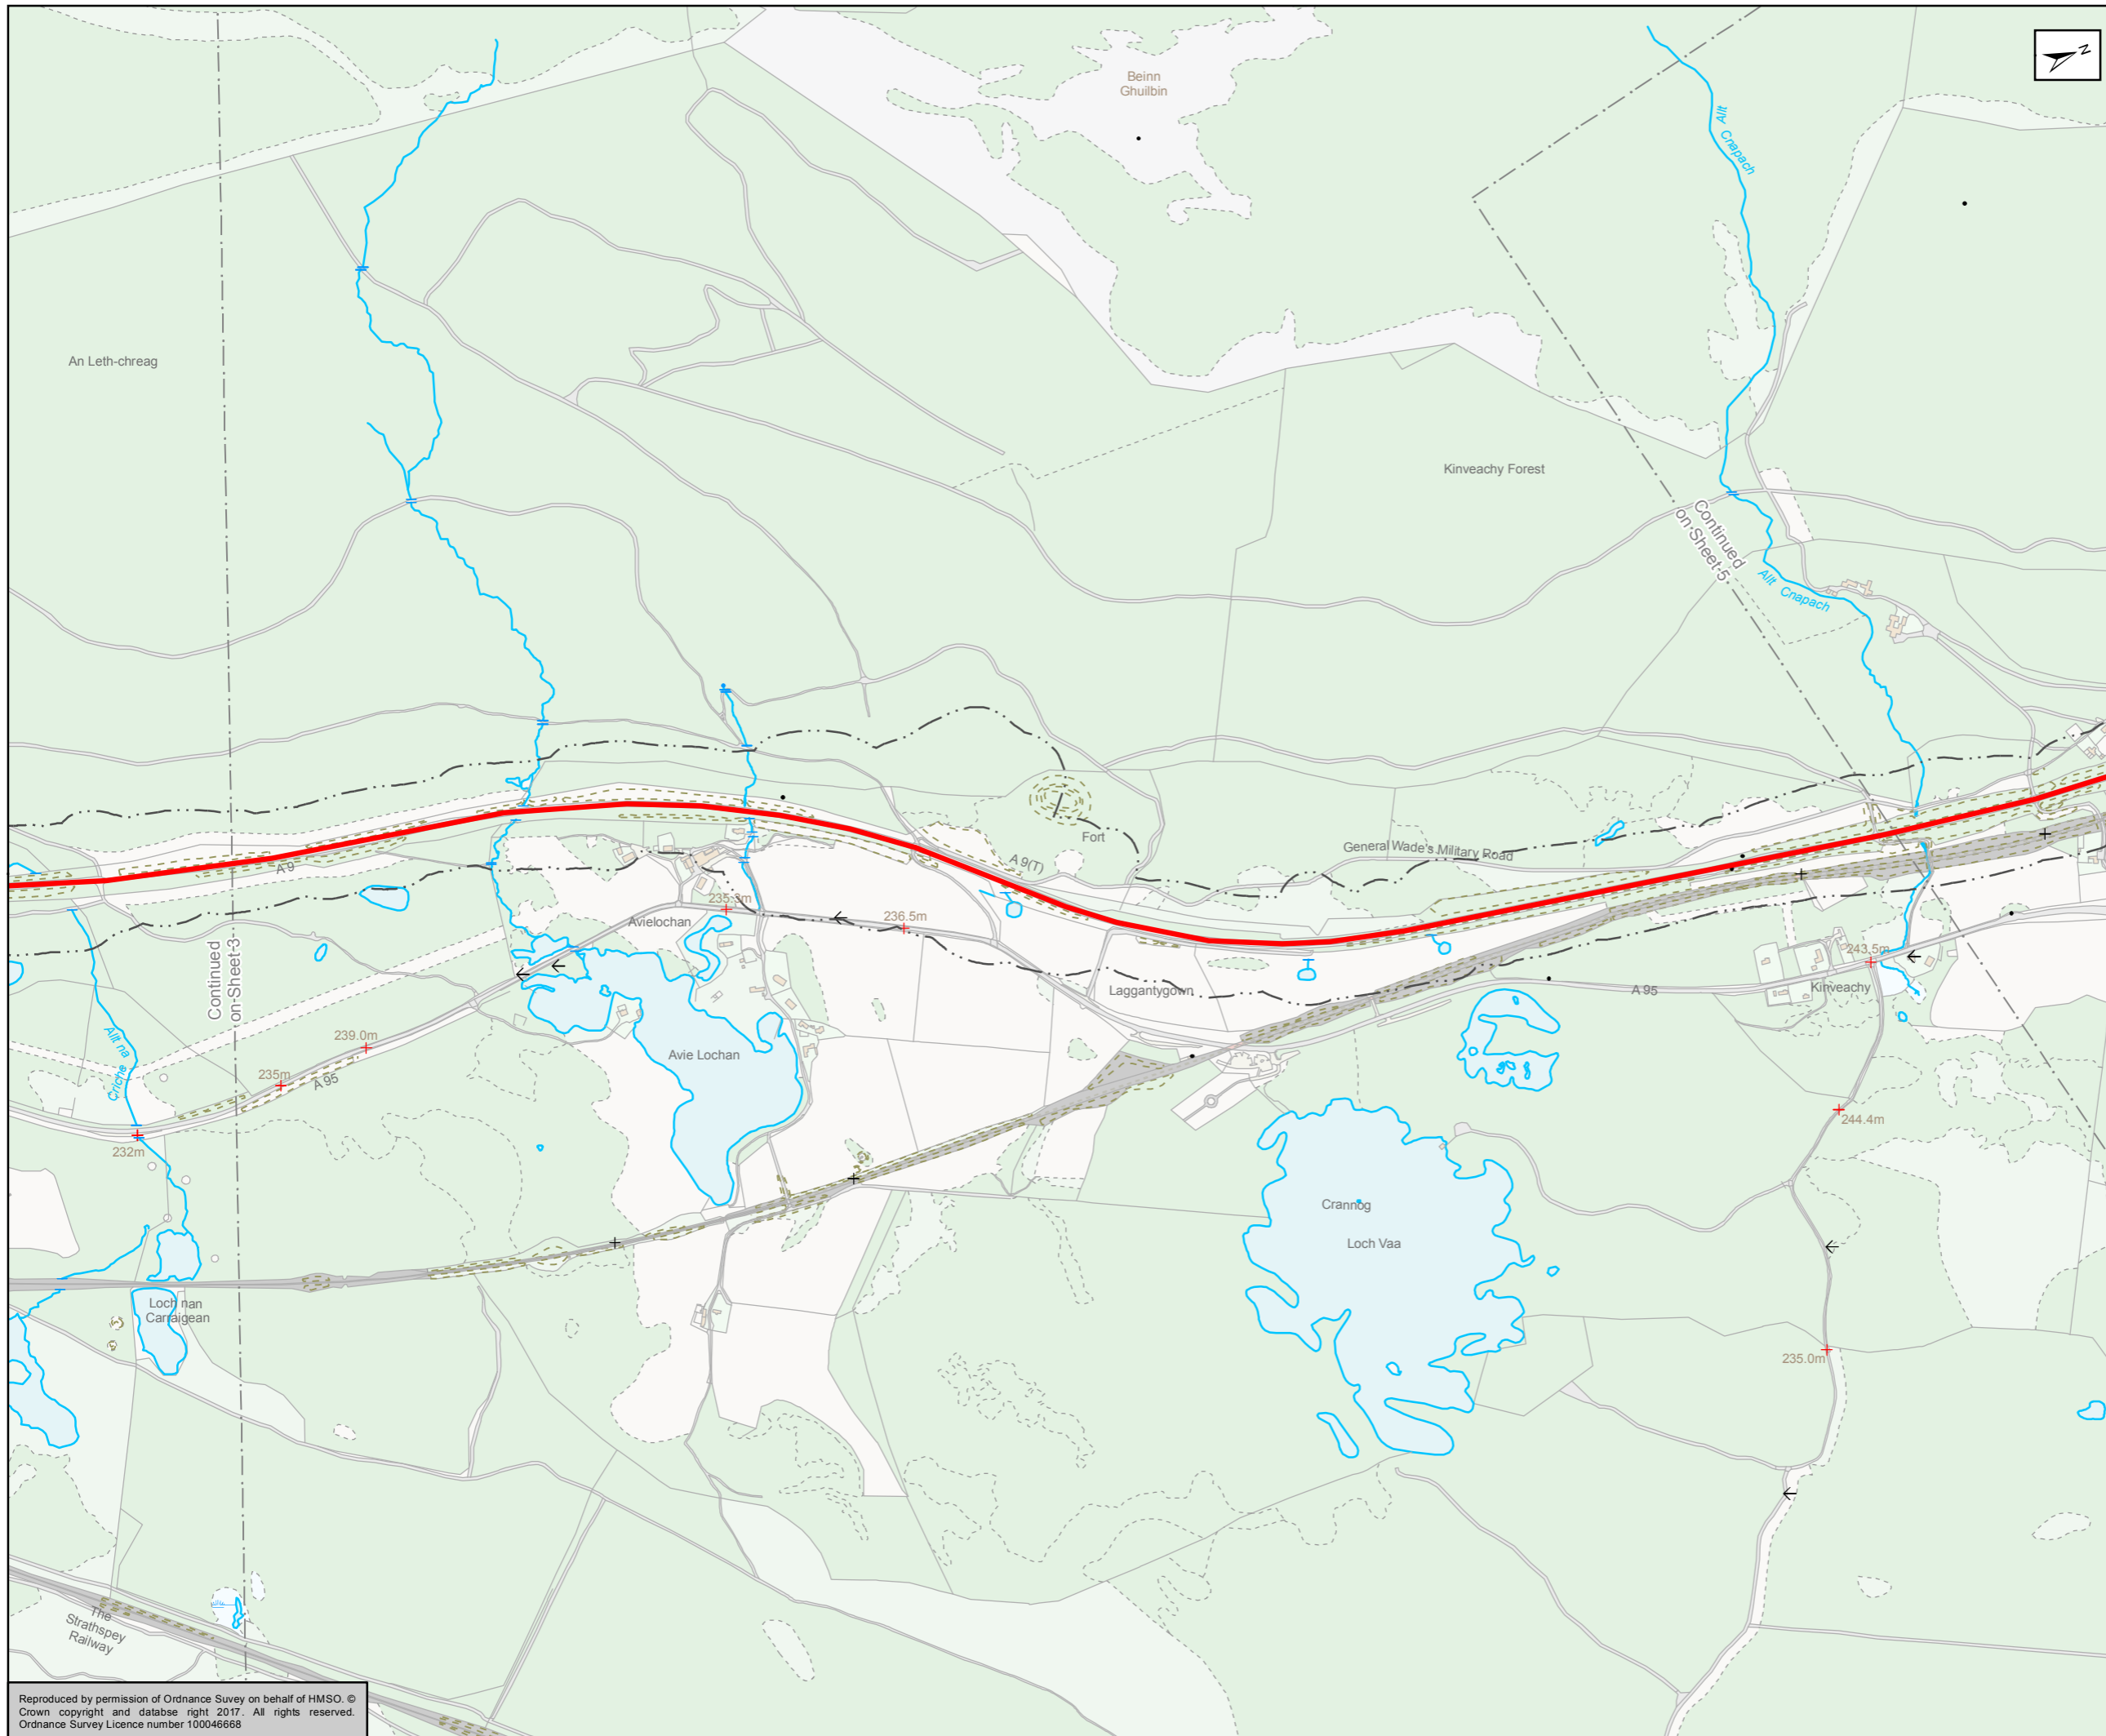 Beinn
Ghuilbin
N
Allt
Cnapach
An Leth-chreag
Kinveachy Forest
Continued
on Sheet 5
Allt Cnapach
Fort
General Wade's Military Road
A 9
A 9(T)
235.3m
236.5m
Avielochan
Continued
on Sheet 3
243.5m
Laggantygown
A 95
Kinveachy
239.0m
Avie Lochan
Allt na
Criche
235m
A 95
232m
244.4m
Crannog
Loch Vaa
Loch nan
Carraigean
235.0m
The
Strathspey
Railway
Reproduced by permission of Ordnance Suvey on behalf of HMSO. ©
Crown copyright and databse right 2017. All rights reserved.
Ordnance Survey Licence number 100046668